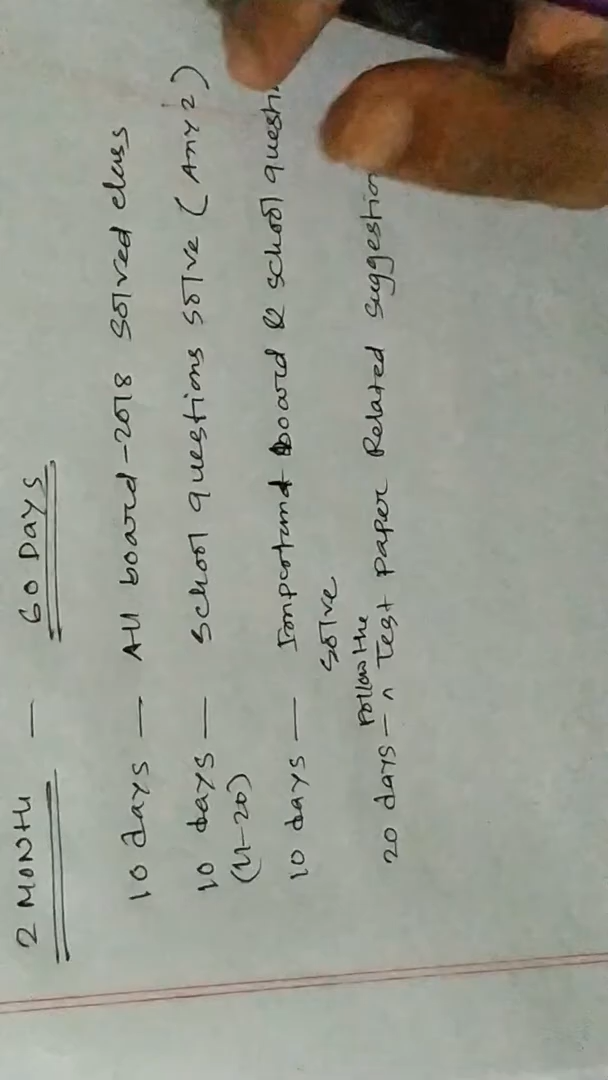 2 MONTH — 60 DAYS
10 days — All board-2018 solved class
10 days — School questions solve (Any 2)
(11-20)
10 days — Important board & school questi
solve
Follow the
20 days - ^ Test paper Related suggestion